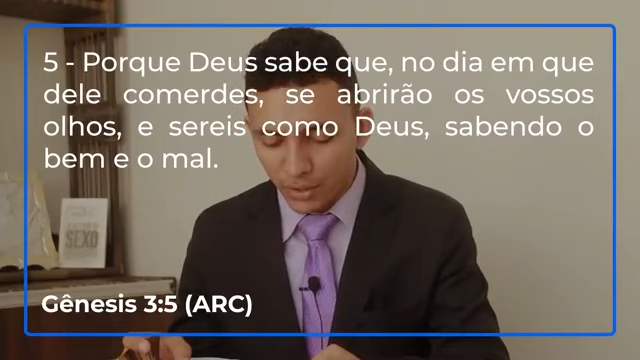 5 - Porque Deus sabe que, no dia em que
dele comerdes, se abrirão os vossos
olhos, e sereis como Deus, sabendo o
bem e o mal.
SEXO
Gênesis 3:5 (ARC)